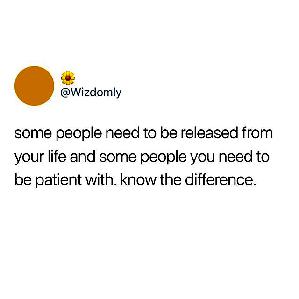 🌻
@Wizdomly
some people need to be released from
your life and some people you need to
be patient with. know the difference.